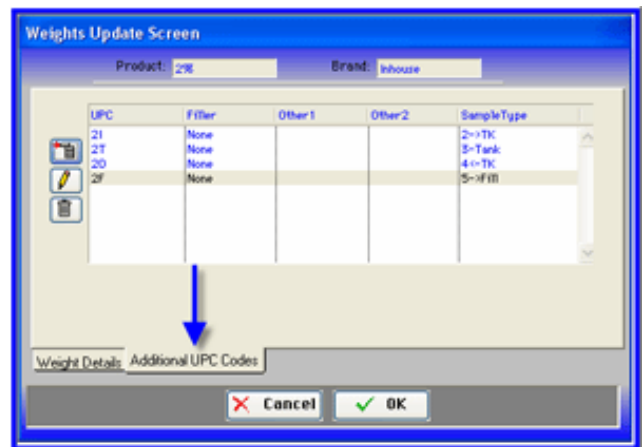 Weights Update Screen
Product: 2% Brand: Inhouse
UPC Filler Other1 Other2 SampleType
2I None 2->TK
2T None 3-Tank
2O None 4<-TK
2F None 5->Fill
Weight Details Additional UPC Codes
Cancel OK